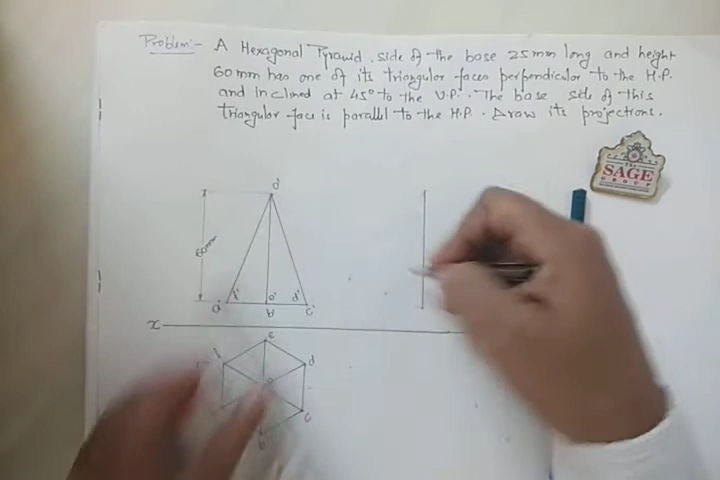 Problem:- A Hexagonal Pyramid, side of the base 25mm long and height
60mm has one of its triangular faces perpendicular to the H.P.
and inclined at 45° to the V.P. The base side of this
triangular face is parallel to the H.P. Draw its projections.
THE
SAGE
GROUP
o'
60mm
a' f' e' d' c'
b'
x
e
f d
o
c
b